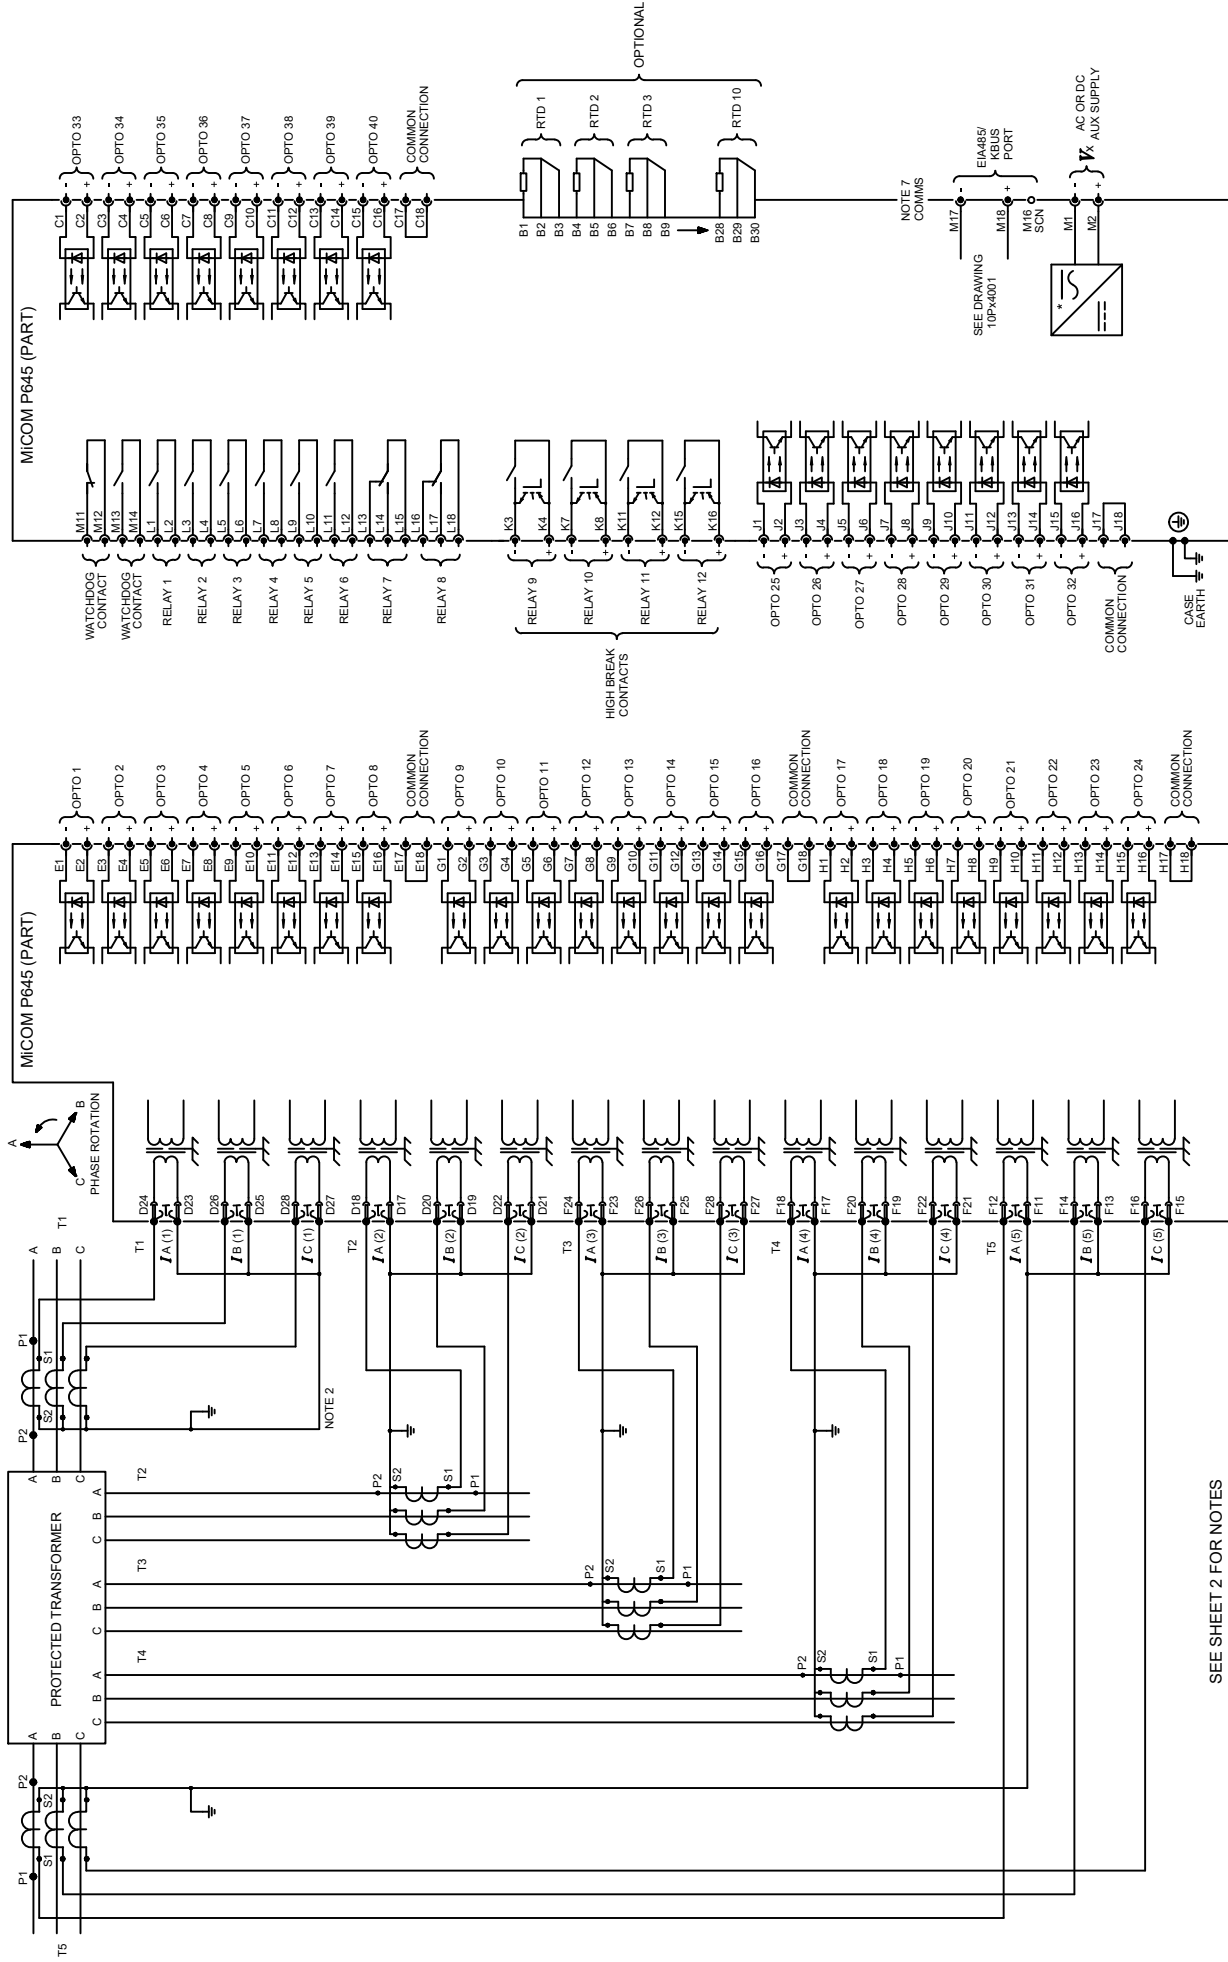 MiCOM P645 (PART)
C1
C2
-
+
OPTO 33
C3
C4
-
+
OPTO 34
C5
C6
-
+
OPTO 35
C7
C8
-
+
OPTO 36
C9
C10
-
+
OPTO 37
C11
C12
-
+
OPTO 38
C13
C14
-
+
OPTO 39
C15
C16
-
+
OPTO 40
C17
C18
COMMON
CONNECTION
B1
B2
B3
RTD 1
B4
B5
B6
RTD 2
B7
B8
B9
RTD 3
B28
B29
B30
RTD 10
OPTIONAL
NOTE 7
COMMS
SEE DRAWING
10Px4001
M17
-
M18
+
M16
SCN
EIA485/
KBUS
PORT
M1
-
M2
+
Vx
AC OR DC
AUX SUPPLY
*
WATCHDOG
CONTACT
M11
M12
WATCHDOG
CONTACT
M13
M14
RELAY 1
L1
L2
RELAY 2
L3
L4
RELAY 3
L5
L6
RELAY 4
L7
L8
RELAY 5
L9
L10
RELAY 6
L11
L12
RELAY 7
L13
L14
L15
RELAY 8
L16
L17
L18
HIGH BREAK
CONTACTS
RELAY 9
-
+
K3
K4
RELAY 10
-
+
K7
K8
RELAY 11
-
+
K11
K12
RELAY 12
-
+
K15
K16
OPTO 25
-
+
J1
J2
OPTO 26
-
+
J3
J4
OPTO 27
-
+
J5
J6
OPTO 28
-
+
J7
J8
OPTO 29
-
+
J9
J10
OPTO 30
-
+
J11
J12
OPTO 31
-
+
J13
J14
OPTO 32
-
+
J15
J16
COMMON
CONNECTION
J17
J18
CASE
EARTH
MiCOM P645 (PART)
E1
E2
-
+
OPTO 1
E3
E4
-
+
OPTO 2
E5
E6
-
+
OPTO 3
E7
E8
-
+
OPTO 4
E9
E10
-
+
OPTO 5
E11
E12
-
+
OPTO 6
E13
E14
-
+
OPTO 7
E15
E16
-
+
OPTO 8
E17
E18
COMMON
CONNECTION
G1
G2
-
+
OPTO 9
G3
G4
-
+
OPTO 10
G5
G6
-
+
OPTO 11
G7
G8
-
+
OPTO 12
G9
G10
-
+
OPTO 13
G11
G12
-
+
OPTO 14
G13
G14
-
+
OPTO 15
G15
G16
-
+
OPTO 16
G17
G18
COMMON
CONNECTION
H1
H2
-
+
OPTO 17
H3
H4
-
+
OPTO 18
H5
H6
-
+
OPTO 19
H7
H8
-
+
OPTO 20
H9
H10
-
+
OPTO 21
H11
H12
-
+
OPTO 22
H13
H14
-
+
OPTO 23
H15
H16
-
+
OPTO 24
H17
H18
COMMON
CONNECTION
A
B
C
PHASE ROTATION
T5
P1
S1
S2
P2
A
B
C
PROTECTED TRANSFORMER
A
B
C
P2
S2
S1
P1
A
B
C
T1
NOTE 2
C
B
A
T4
C
B
A
T3
C
B
A
T2
P2
S2
S1
P1
P2
S2
S1
P1
P2
S2
S1
P1
T1
D24
I A (1)
D23
D26
I B (1)
D25
D28
I C (1)
D27
T2
D18
I A (2)
D17
D20
I B (2)
D19
D22
I C (2)
D21
T3
F24
I A (3)
F23
F26
I B (3)
F25
F28
I C (3)
F27
T4
F18
I A (4)
F17
F20
I B (4)
F19
F22
I C (4)
F21
T5
F12
I A (5)
F11
F14
I B (5)
F13
F16
I C (5)
F15
SEE SHEET 2 FOR NOTES